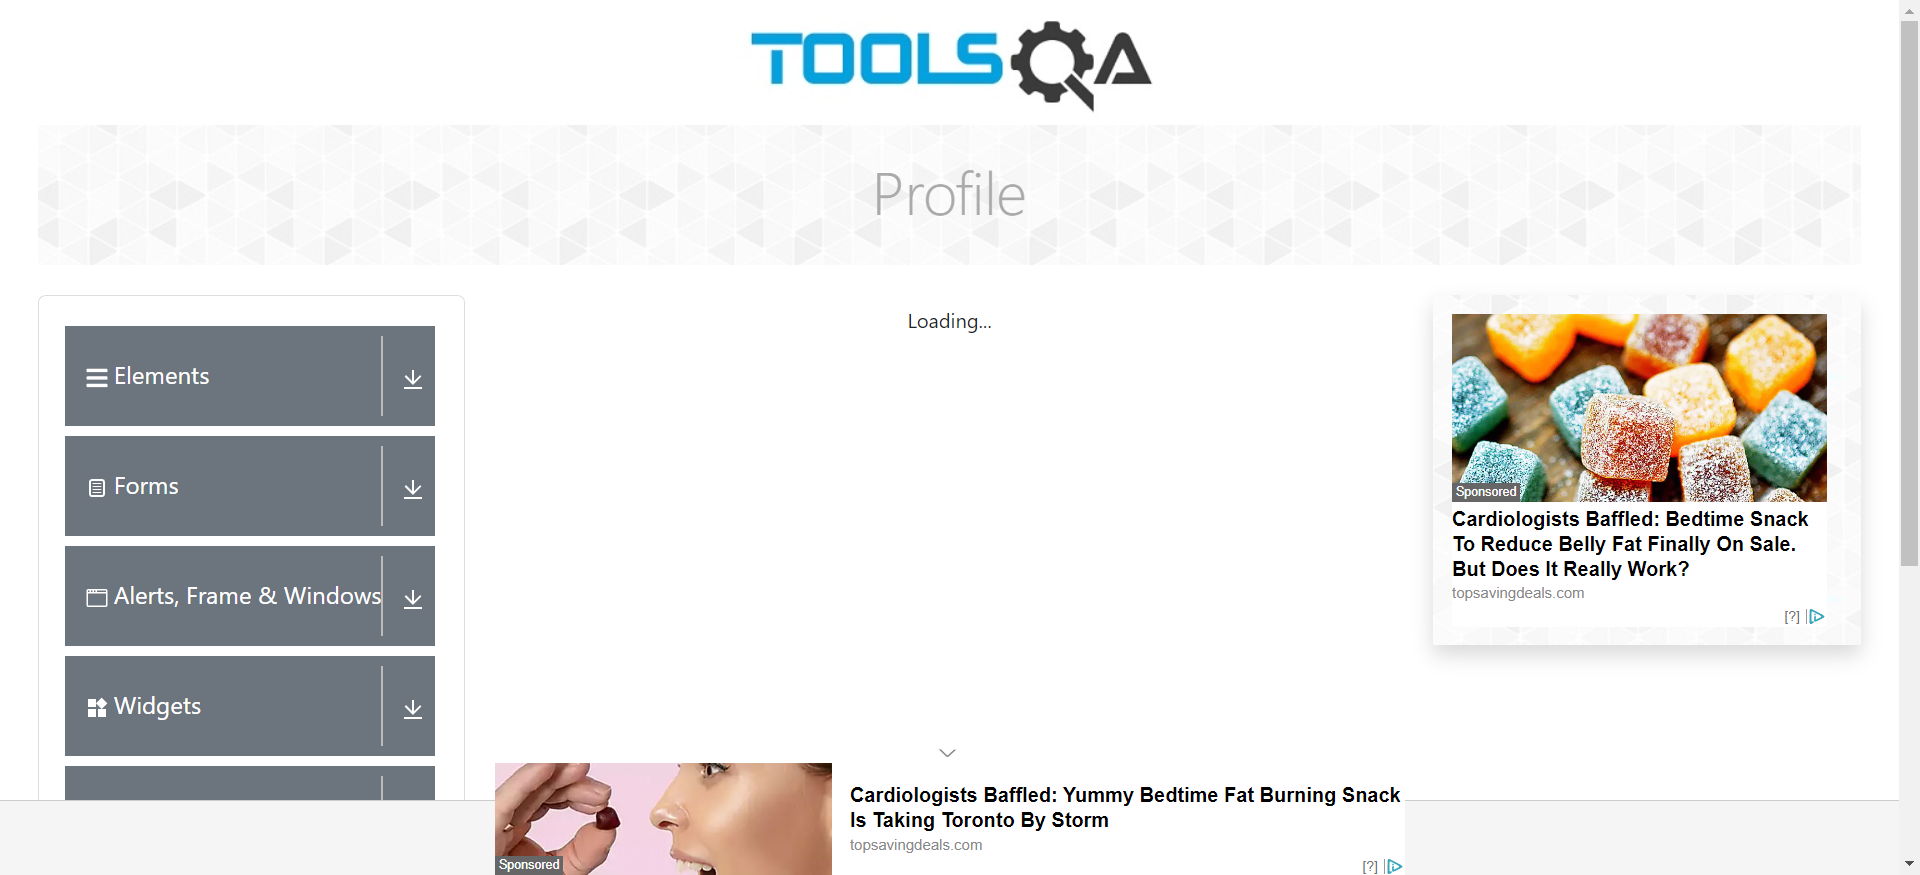 TOOLSQA
Profile
Elements
Forms
Alerts, Frame & Windows
Widgets
Loading...
Sponsored
Cardiologists Baffled: Bedtime Snack
To Reduce Belly Fat Finally On Sale.
But Does It Really Work?
topsavingdeals.com
[?]
Sponsored
Cardiologists Baffled: Yummy Bedtime Fat Burning Snack
Is Taking Toronto By Storm
topsavingdeals.com
[?]